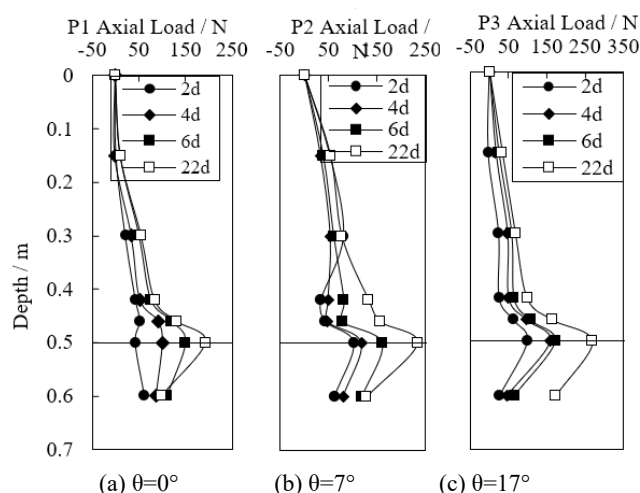 P1 Axial Load / N
-50 50 150 250
0
0.1
0.2
0.3
0.4
0.5
0.6
0.7
Depth / m
2d
4d
6d
22d
(a) θ=0°
P2 Axial Load /
N
-50 50 150 250
2d
4d
6d
22d
(b) θ=7°
P3 Axial Load / N
-50 50 150 250 350
2d
4d
6d
22d
(c) θ=17°